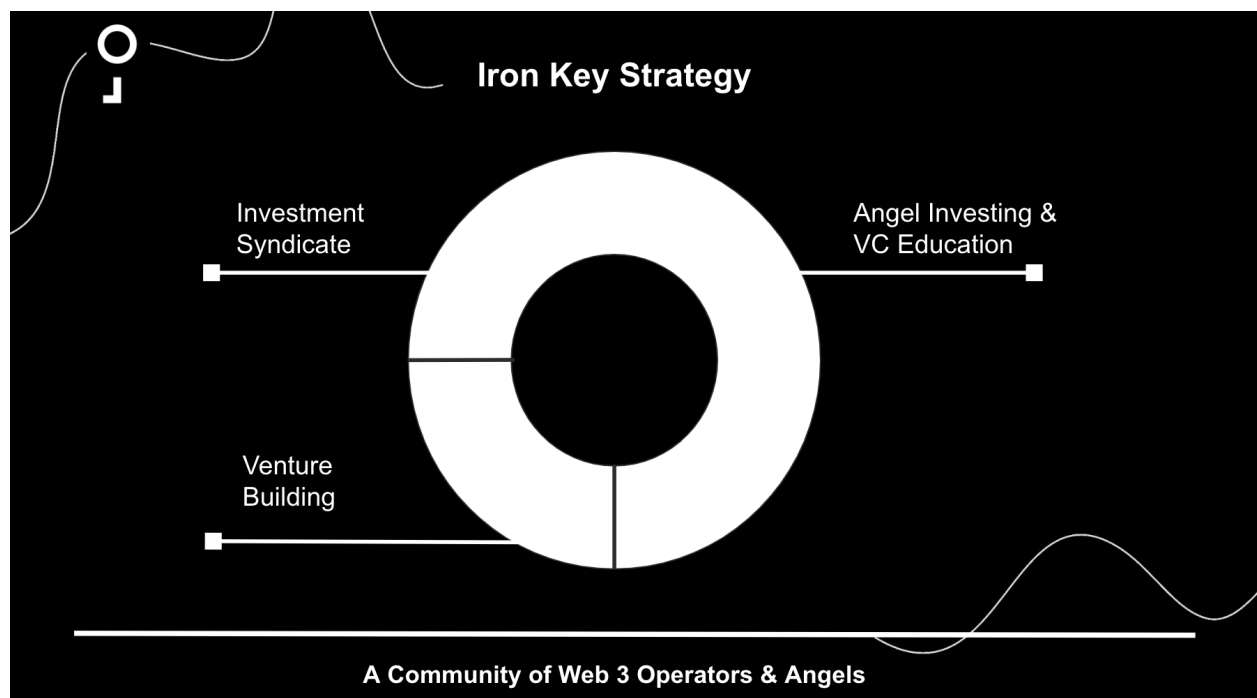 Iron Key Strategy
Investment
Syndicate
Angel Investing &
VC Education
Venture
Building
A Community of Web 3 Operators & Angels